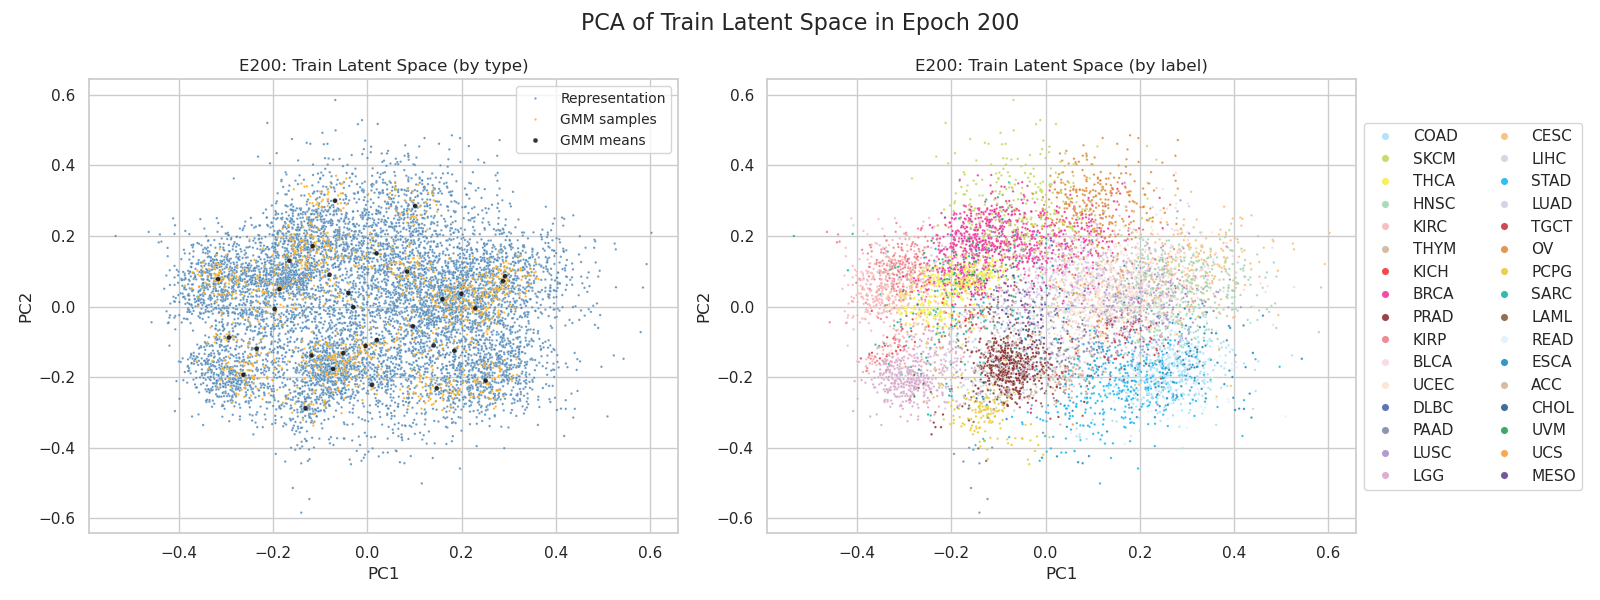 PCA of Train Latent Space in Epoch 200
E200: Train Latent Space (by type)
Representation
GMM samples
GMM means
0.6
0.4
0.2
0.0
−0.2
−0.4
−0.6
PC2
−0.4
−0.2
0.0
0.2
0.4
0.6
PC1
E200: Train Latent Space (by label)
0.6
0.4
0.2
0.0
−0.2
−0.4
−0.6
PC2
−0.4
−0.2
0.0
0.2
0.4
0.6
PC1
COAD
SKCM
THCA
HNSC
KIRC
THYM
KICH
BRCA
PRAD
KIRP
BLCA
UCEC
DLBC
PAAD
LUSC
LGG
CESC
LIHC
STAD
LUAD
TGCT
OV
PCPG
SARC
LAML
READ
ESCA
ACC
CHOL
UVM
UCS
MESO